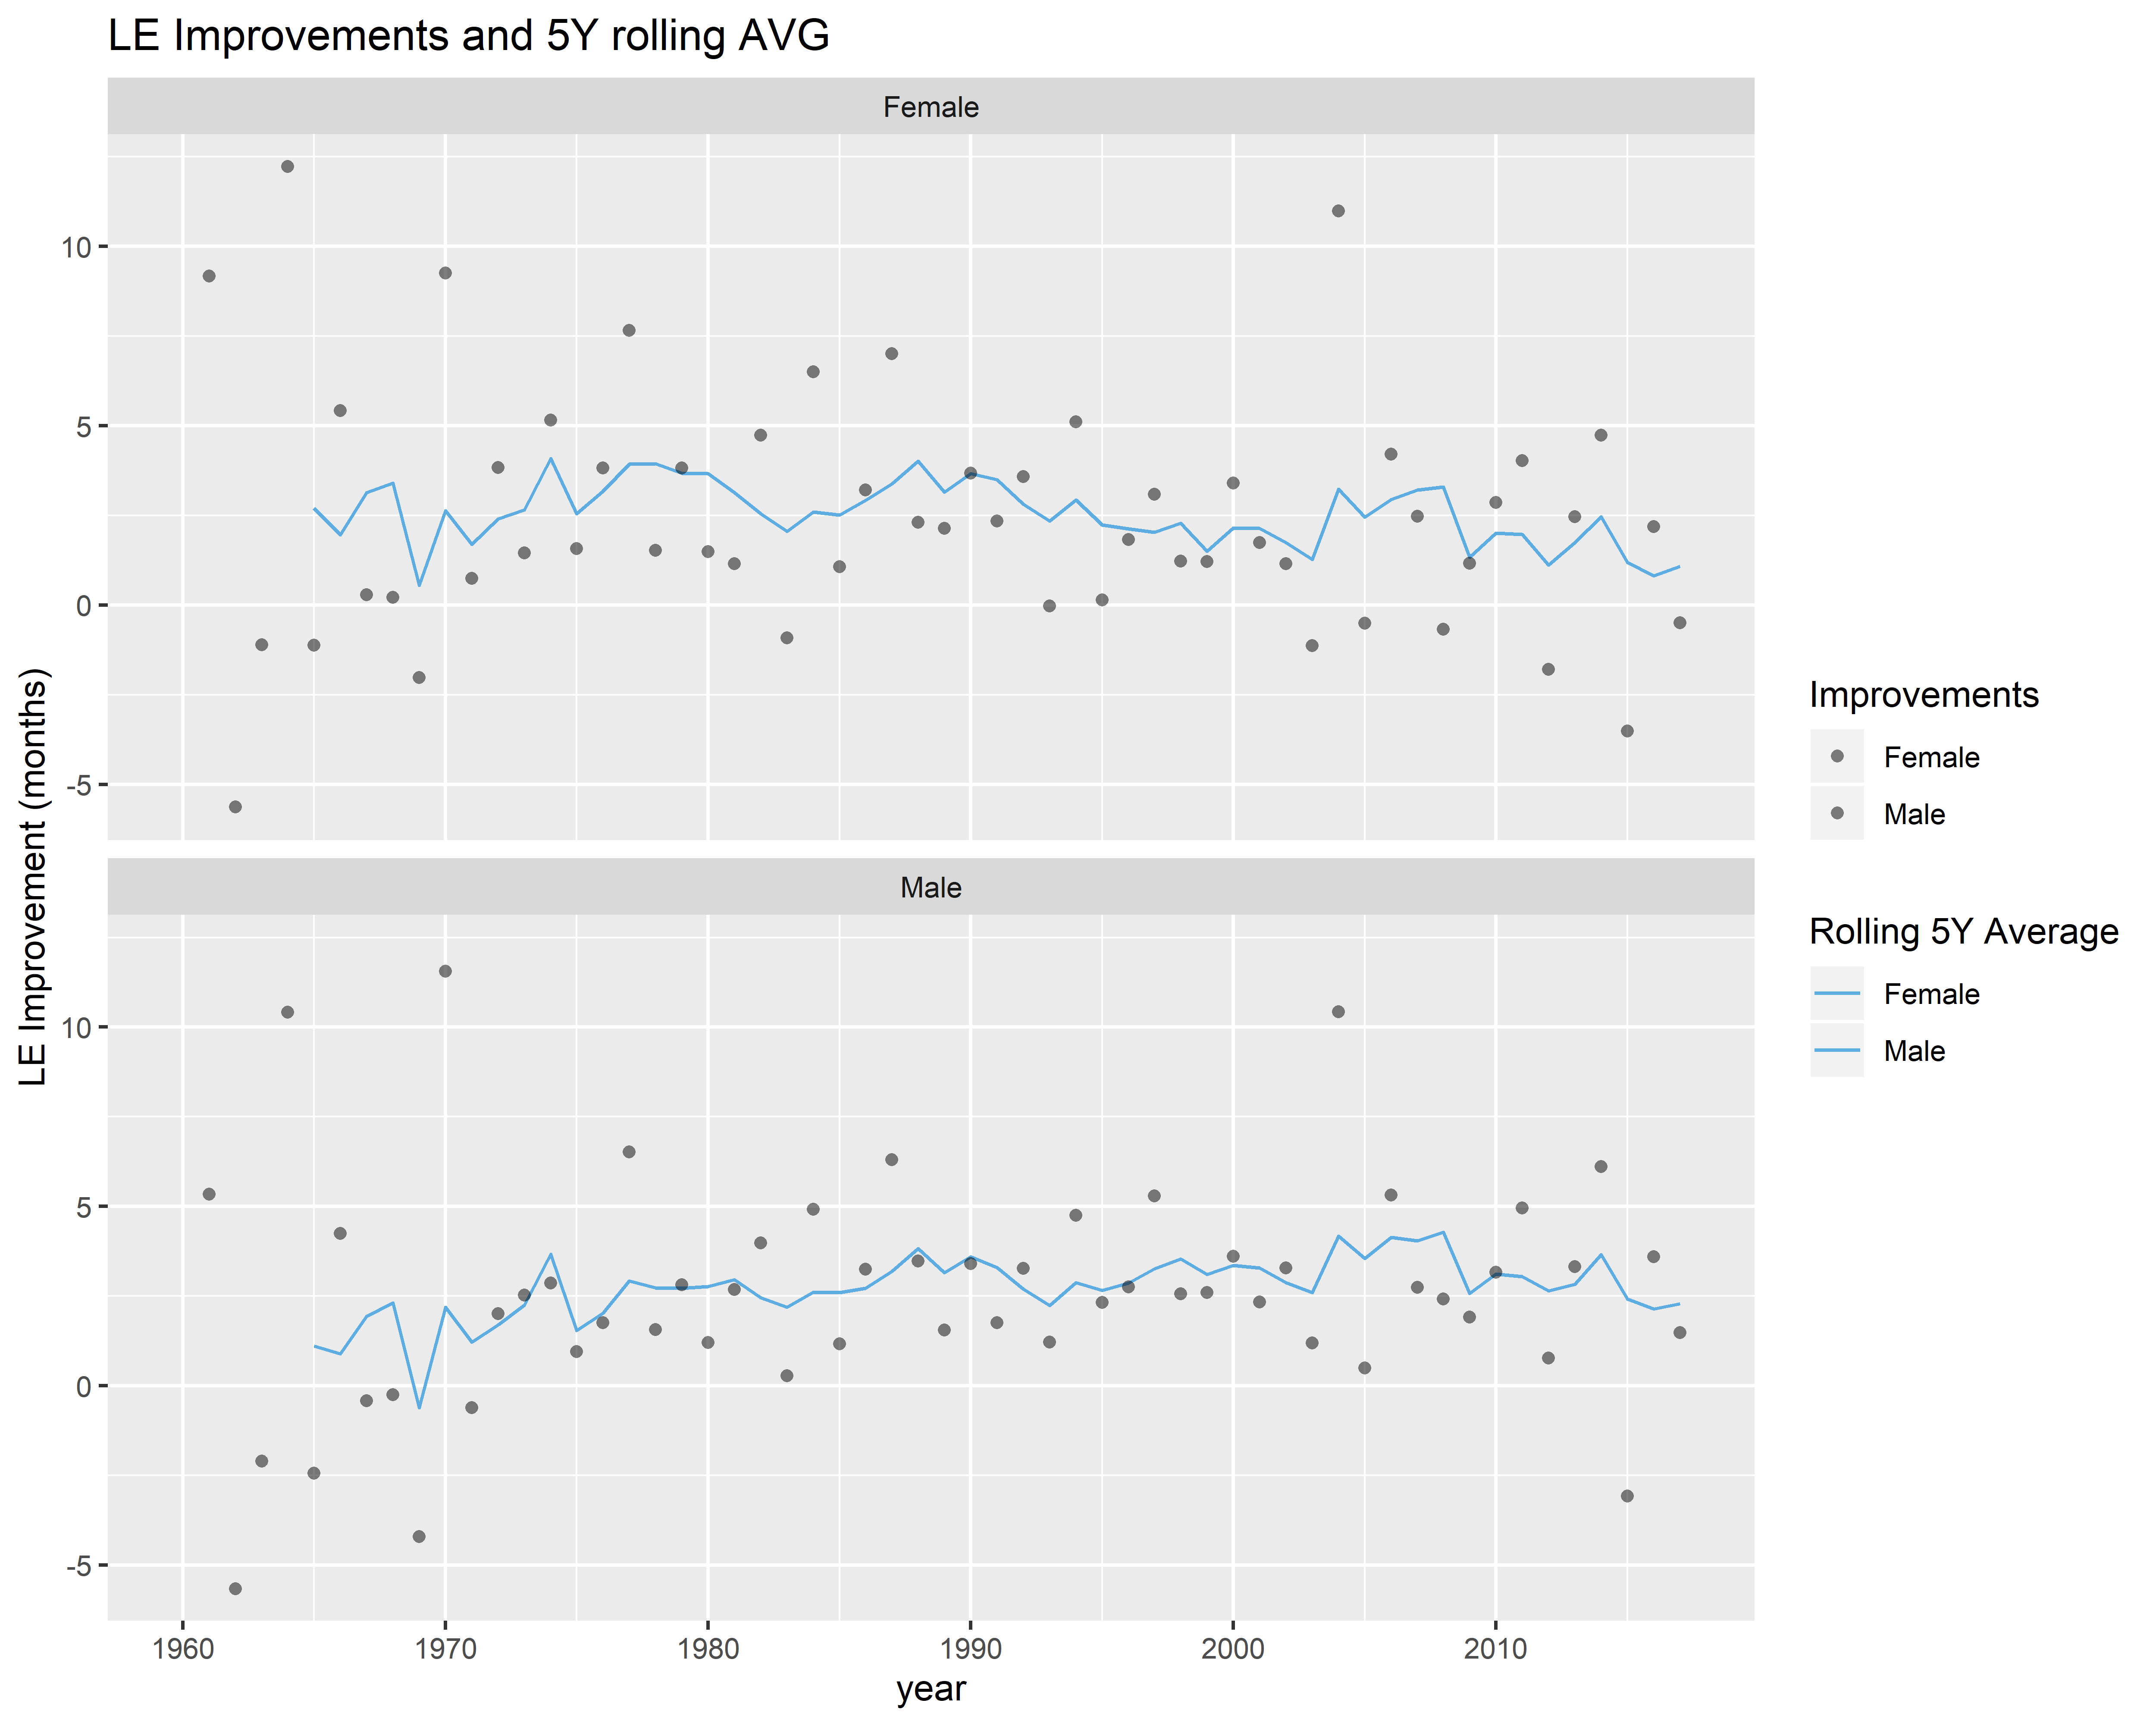 LE Improvements and 5Y rolling AVG
Female
10
5
0
-5
Male
10
5
0
-5
1960 1970 1980 1990 2000 2010
year
LE Improvement (months)
Improvements
Female
Male
Rolling 5Y Average
Female
Male